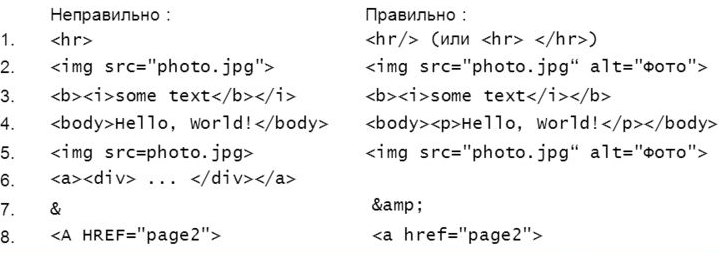 Неправильно : Правильно :
1. <hr> <hr/> (или <hr> </hr>)
2. <img src="photo.jpg"> <img src="photo.jpg“ alt="Фото">
3. <b><i>some text</b></i> <b><i>some text</i></b>
4. <body>Hello, World!</body> <body><p>Hello, World!</p></body>
5. <img src=photo.jpg> <img src="photo.jpg“ alt="Фото">
6. <a><div> ... </div></a>
7. & &amp;
8. <A HREF="page2"> <a href="page2">